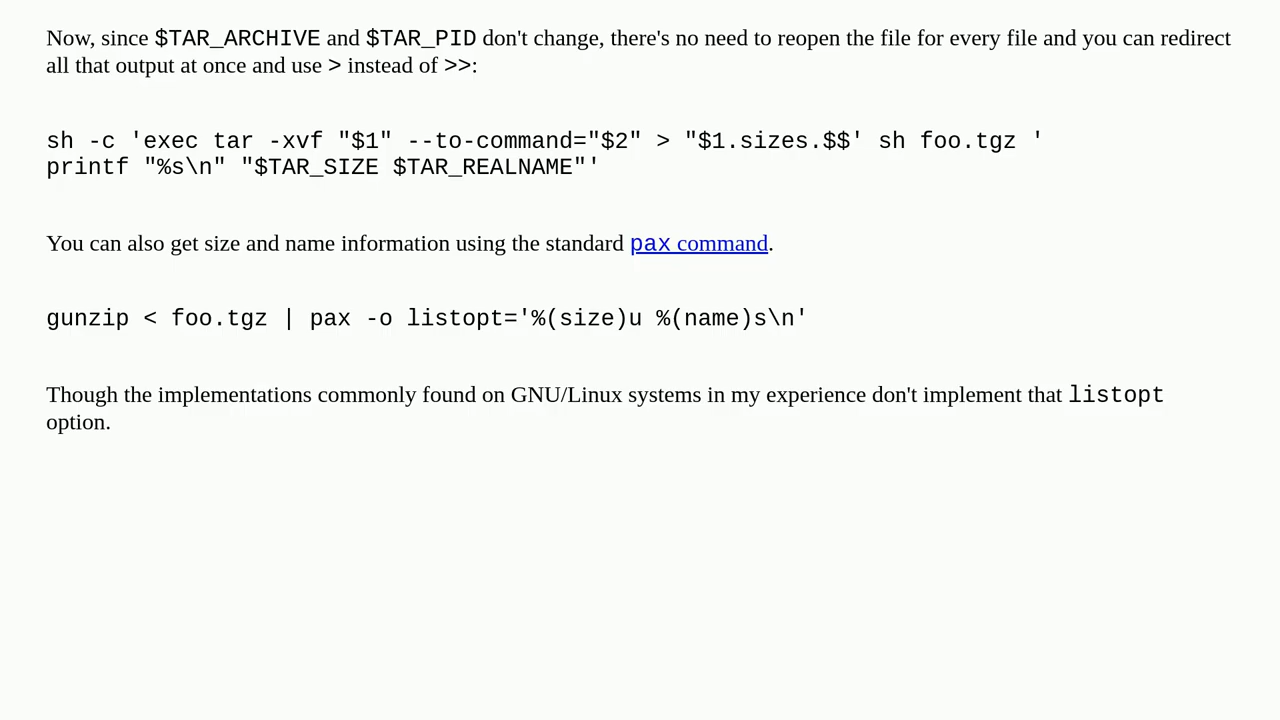 Now, since $TAR_ARCHIVE and $TAR_PID don't change, there's no need to reopen the file for every file and you can redirect
all that output at once and use > instead of >>:
sh -c 'exec tar -xvf "$1" --to-command="$2" > "$1.sizes.$$' sh foo.tgz '
printf "%s\n" "$TAR_SIZE $TAR_REALNAME"'
You can also get size and name information using the standard pax command.
gunzip < foo.tgz | pax -o listopt='%(size)u %(name)s\n'
Though the implementations commonly found on GNU/Linux systems in my experience don't implement that listopt
option.